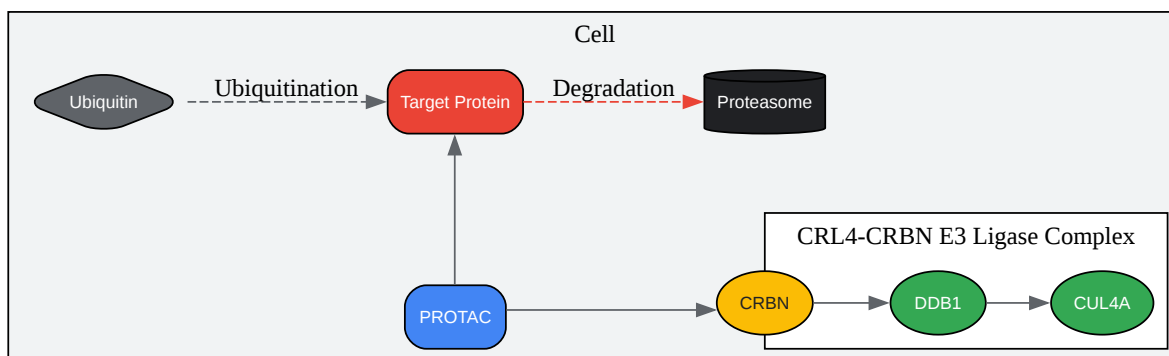 Cell
Ubiquitin
Ubiquitination
Target Protein
Degradation
Proteasome
CRL4-CRBN E3 Ligase Complex
PROTAC
CRBN
DDB1
CUL4A